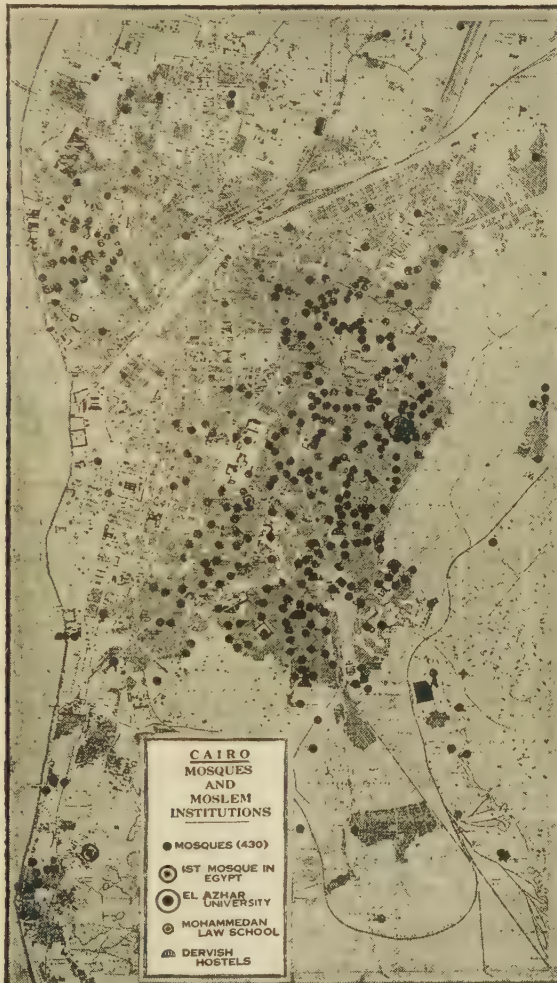 CAIRO
MOSQUES
AND
MOSLEM
INSTITUTIONS
MOSQUES (430)
1ST MOSQUE IN
EGYPT
EL AZHAR
UNIVERSITY
MOHAMMEDAN
LAW SCHOOL
DERVISH
HOSTELS